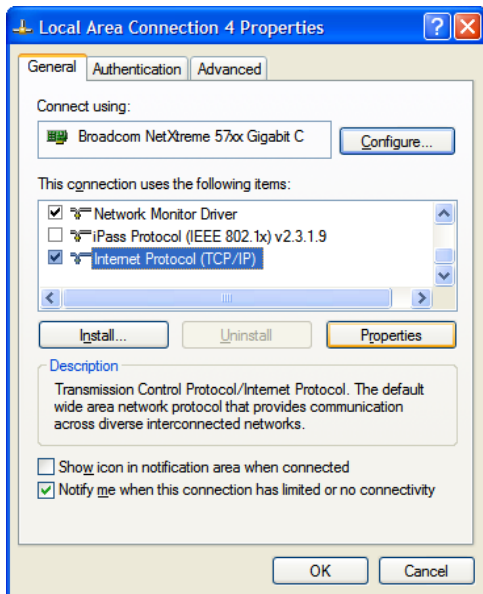 Local Area Connection 4 Properties
General Authentication Advanced
Connect using:
Broadcom NetXtreme 57xx Gigabit C
Configure...
This connection uses the following items:
Network Monitor Driver
iPass Protocol (IEEE 802.1x) v2.3.1.9
Internet Protocol (TCP/IP)
Install... Uninstall Properties
Description
Transmission Control Protocol/Internet Protocol. The default
wide area network protocol that provides communication
across diverse interconnected networks.
Show icon in notification area when connected
Notify me when this connection has limited or no connectivity
OK Cancel